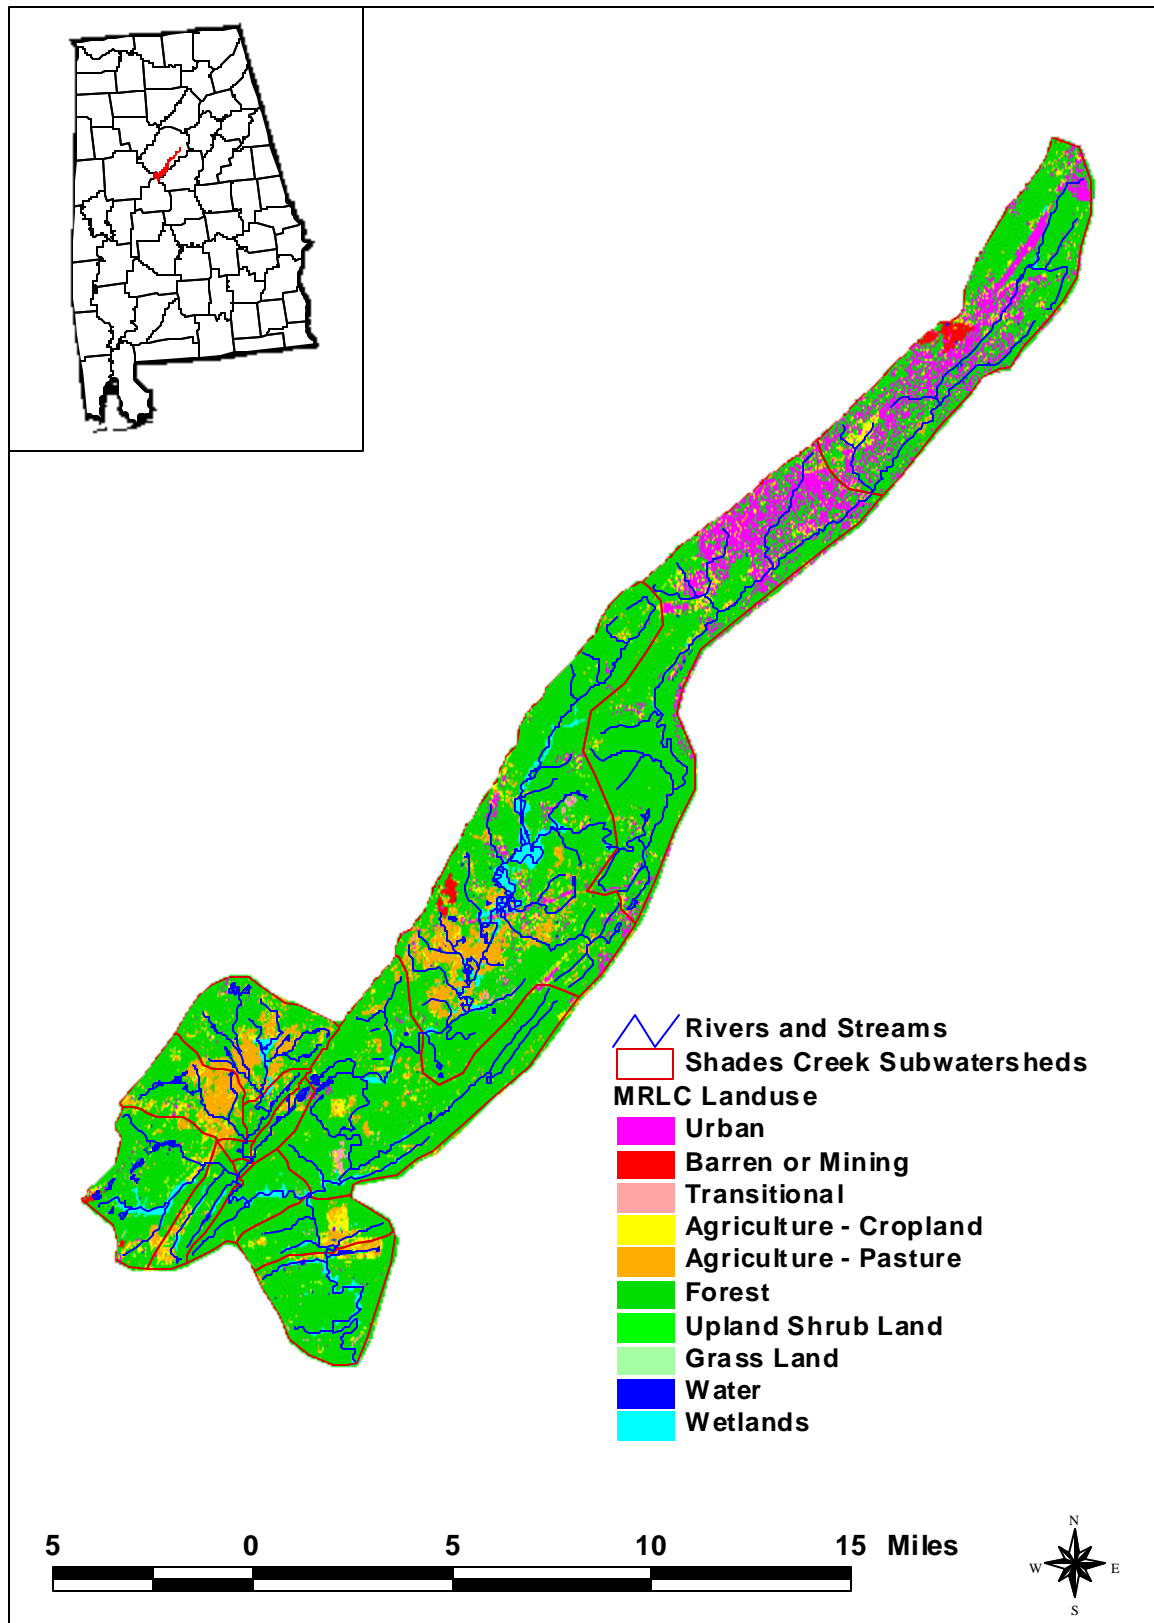 Rivers and Streams
Shades Creek Subwatersheds
MRLC Landuse
Urban
Barren or Mining
Transitional
Agriculture - Cropland
Agriculture - Pasture
Forest
Upland Shrub Land
Grass Land
Water
Wetlands
5 0 5 10 15 Miles
N
W E
S